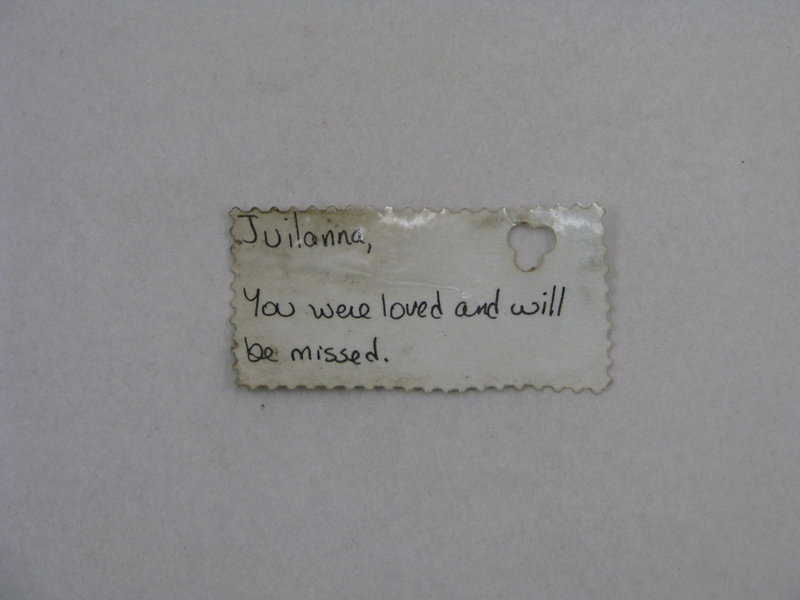 Juilanna,
You were loved and will
be missed.